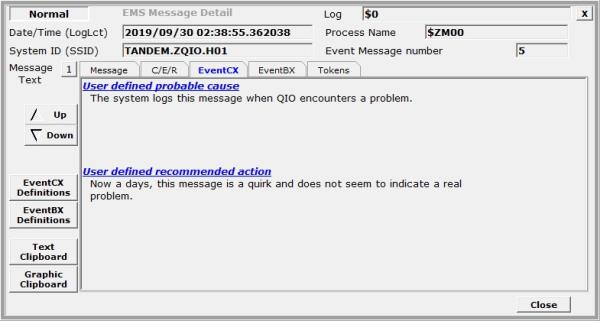 Normal EMS Message Detail Log $0 X
Date/Time (LogLct) 2019/09/30 02:38:55.362038 Process Name $ZM00
System ID (SSID) TANDEM.ZQIO.H01 Event Message number 5
Message Text 1 Message C/E/R EventCX EventBX Tokens
User defined probable cause
The system logs this message when QIO encounters a problem.
Up
Down
User defined recommended action
Now a days, this message is a quirk and does not seem to indicate a real
problem.
EventCX
Definitions
EventBX
Definitions
Text
Clipboard
Graphic
Clipboard
Close